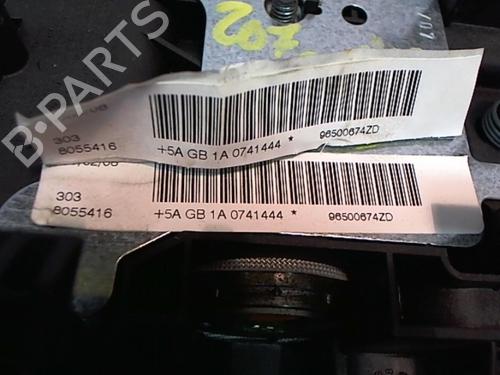 207
B-PARTS
303
8055416
+5A GB 1A 0741444 *
96500674ZD
303
8055416
+5A GB 1A 0741444 *
96500674ZD